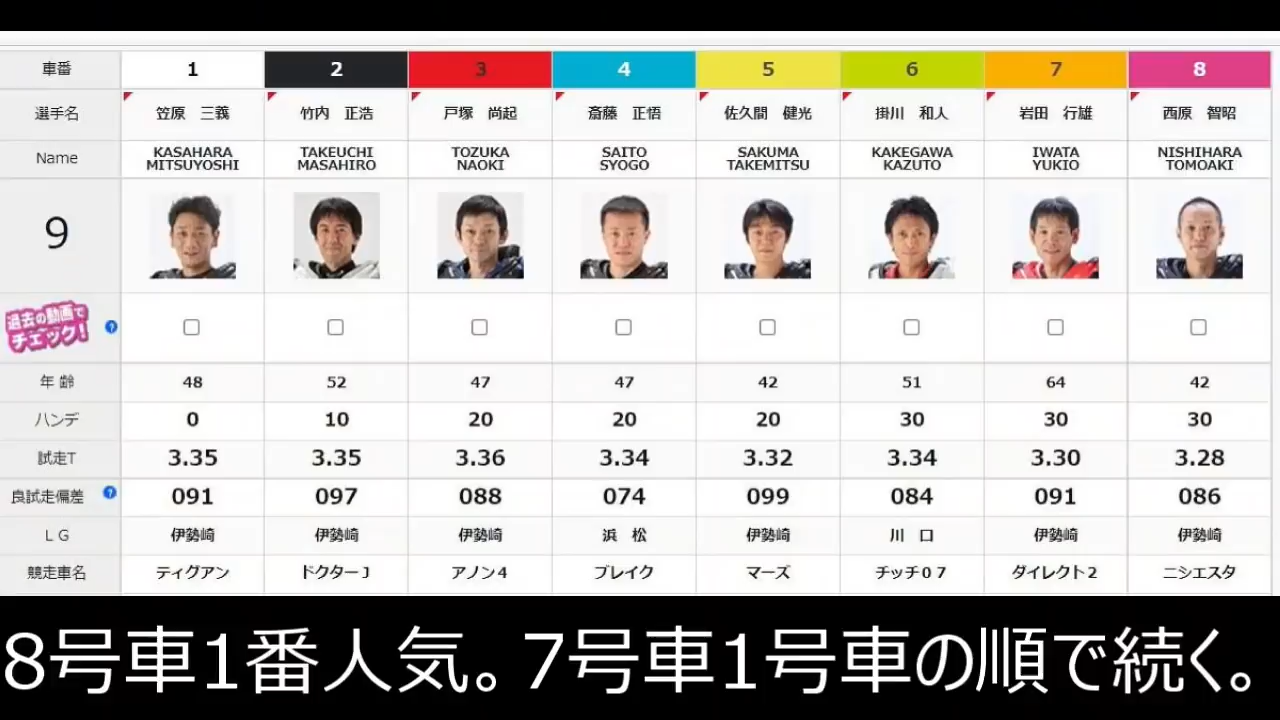 車番 1 2 3 4 5 6 7 8
選手名 笠原 三義 竹内 正浩 戸塚 尚起 斎藤 正悟 佐久間 健光 掛川 和人 岩田 行雄 西原 智昭
Name KASAHARA MITSUYOSHI TAKEUCHI MASAHIRO TOZUKA NAOKI SAITO SYOGO SAKUMA TAKEMITSU KAKEGAWA KAZUTO IWATA YUKIO NISHIHARA TOMOAKI
9
過去の動画でチェック! ?
年 齢 48 52 47 47 42 51 64 42
ハンデ 0 10 20 20 20 30 30 30
試走T 3.35 3.35 3.36 3.34 3.32 3.34 3.30 3.28
良試走偏差 ? 091 097 088 074 099 084 091 086
LG 伊勢崎 伊勢崎 伊勢崎 浜 松 伊勢崎 川 口 伊勢崎 伊勢崎
競走車名 ティグアン ドクターJ アノン4 ブレイク マーズ チッチ07 ダイレクト2 ニシエスタ
8号車1番人気。7号車1号車の順で続く。